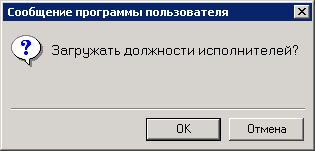 Сообщение программы пользователя
Загружать должности исполнителей?
OK
Отмена